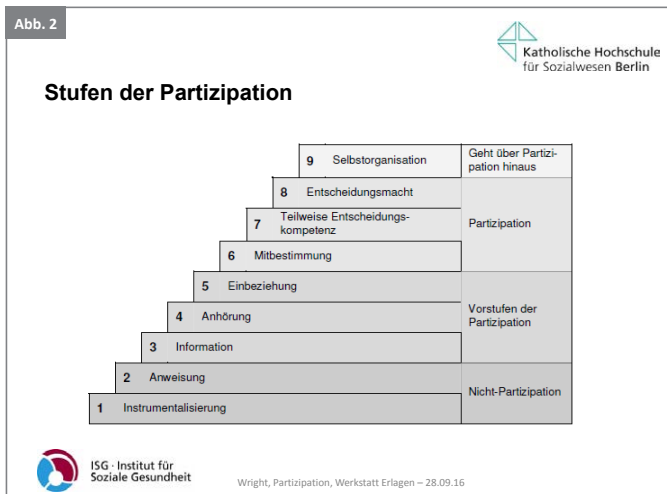 Abb. 2
Katholische Hochschule
für Sozialwesen Berlin
Stufen der Partizipation
9 Selbstorganisation
Geht über Partizi-
pation hinaus
8 Entscheidungsmacht
7 Teilweise Entscheidungs-
kompetenz
Partizipation
6 Mitbestimmung
5 Einbeziehung
4 Anhörung
Vorstufen der
Partizipation
3 Information
2 Anweisung
Nicht-Partizipation
1 Instrumentalisierung
ISG · Institut für
Soziale Gesundheit
Wright, Partizipation, Werkstatt Erlagen – 28.09.16